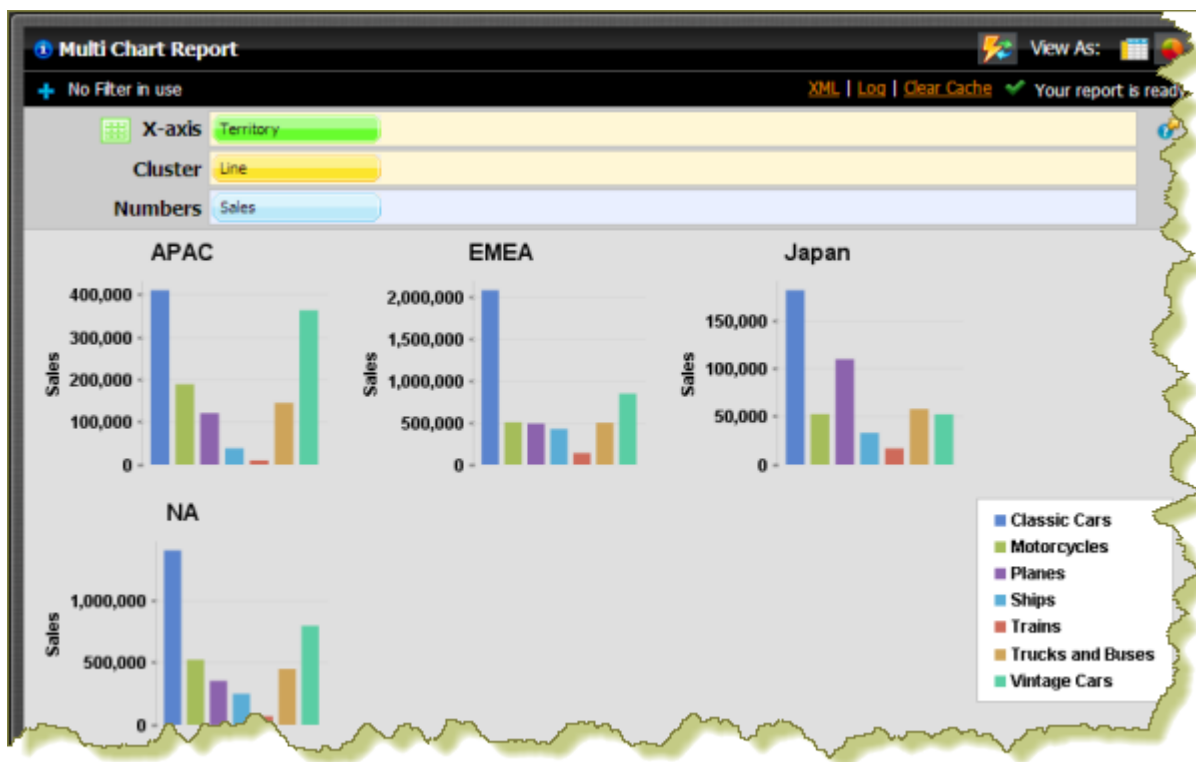 Multi Chart Report
View As:
No Filter in use
XML | Log | Clear Cache
Your report is ready
X-axis
Territory
Cluster
Line
Numbers
Sales
APAC
400,000
300,000
200,000
100,000
0
Sales
EMEA
2,000,000
1,500,000
1,000,000
500,000
0
Sales
Japan
150,000
100,000
50,000
0
Sales
NA
1,000,000
500,000
0
Sales
Classic Cars
Motorcycles
Planes
Ships
Trains
Trucks and Buses
Vintage Cars